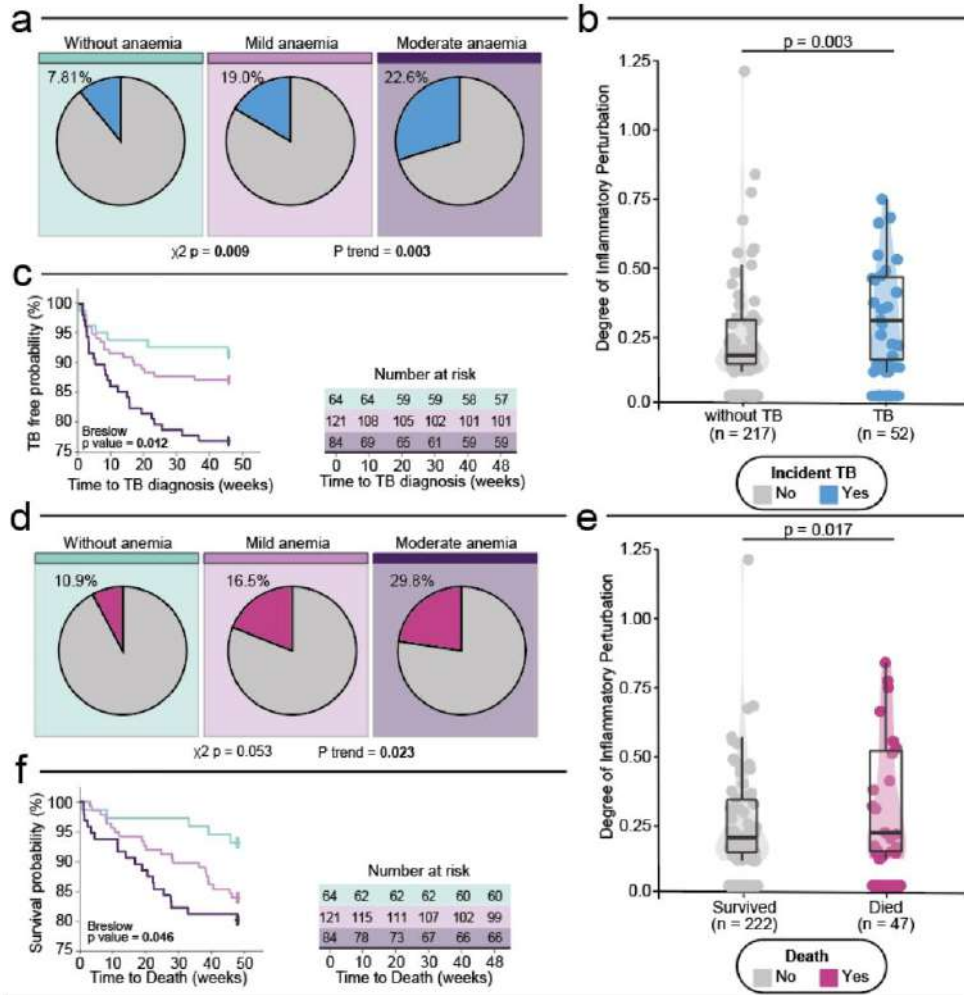 a
Without anaemia
Mild anaemia
Moderate anaemia
7.81%
19.0%
22.6%
χ2 p = 0.009
P trend = 0.003
b
p = 0.003
Degree of Inflammatory Perturbation
1.25
1.00
0.75
0.50
0.25
0.0
without TB
(n = 217)
TB
(n = 52)
Incident TB
No
Yes
c
TB free probability (%)
100
95
90
85
80
75
Breslow
p value = 0.012
0 10 20 30 40 50
Time to TB diagnosis (weeks)
Number at risk
64 64 59 59 58 57
121 108 105 102 101 101
84 69 65 61 59 59
0 10 20 30 40 48
Time to TB diagnosis (weeks)
d
Without anemia
Mild anemia
Moderate anemia
10.9%
16.5%
29.8%
χ2 p = 0.053
P trend = 0.023
e
p = 0.017
Degree of Inflammatory Perturbation
1.25
1.00
0.75
0.50
0.25
0.0
Survived
(n = 222)
Died
(n = 47)
Death
No
Yes
f
Survival probability (%)
100
95
90
85
80
75
Breslow
p value = 0.046
0 10 20 30 40 50
Time to Death (weeks)
Number at risk
64 62 62 62 60 60
121 115 111 107 102 99
84 78 73 67 66 66
0 10 20 30 40 48
Time to Death (weeks)